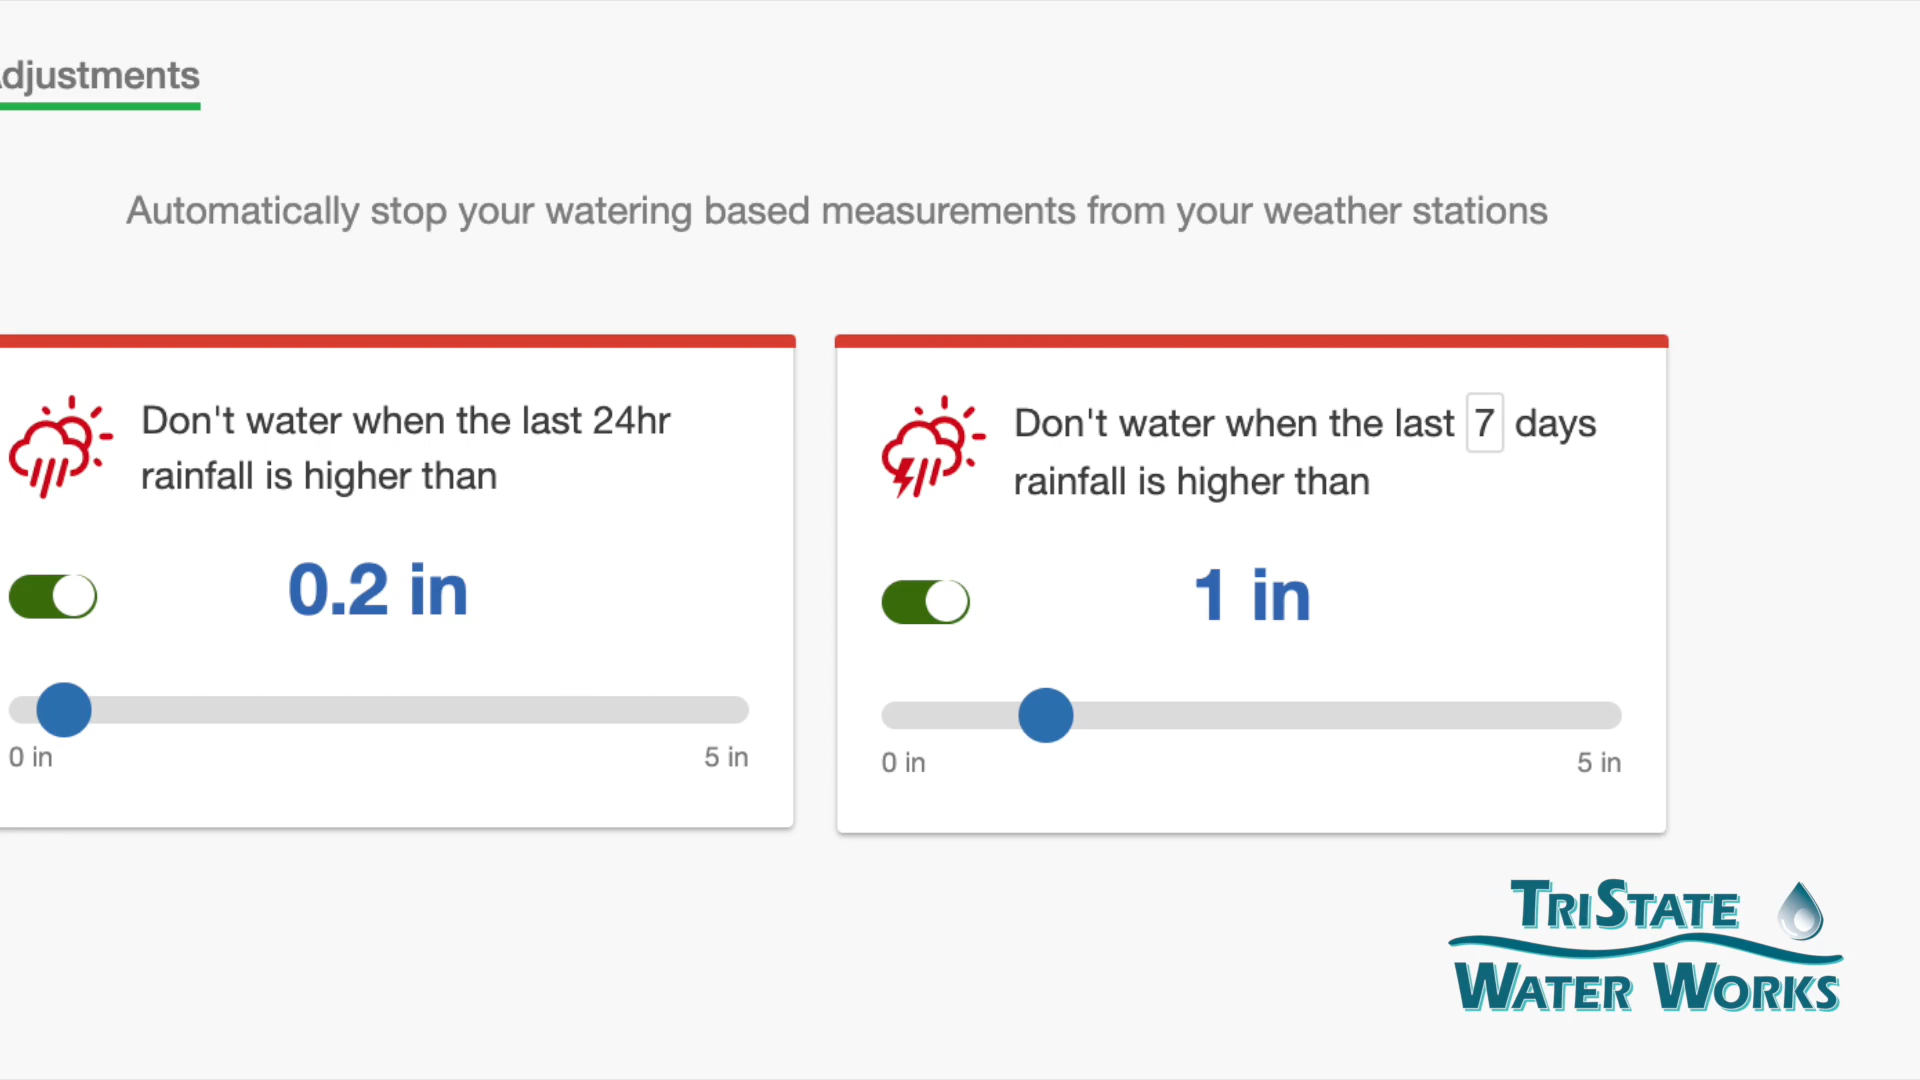 djustments
Automatically stop your watering based measurements from your weather stations
Don't water when the last 24hr
rainfall is higher than
0.2 in
0 in
5 in
Don't water when the last 7 days
rainfall is higher than
1 in
0 in
5 in
TRISTATE
WATER WORKS